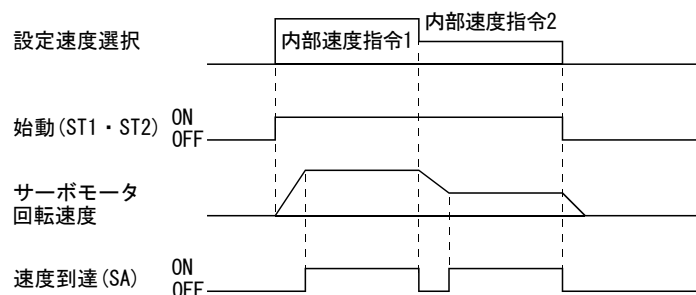 設定速度選択
内部速度指令1
内部速度指令2
始動(ST1・ST2)
ON
OFF
サーボモータ
回転速度
速度到達(SA)
ON
OFF